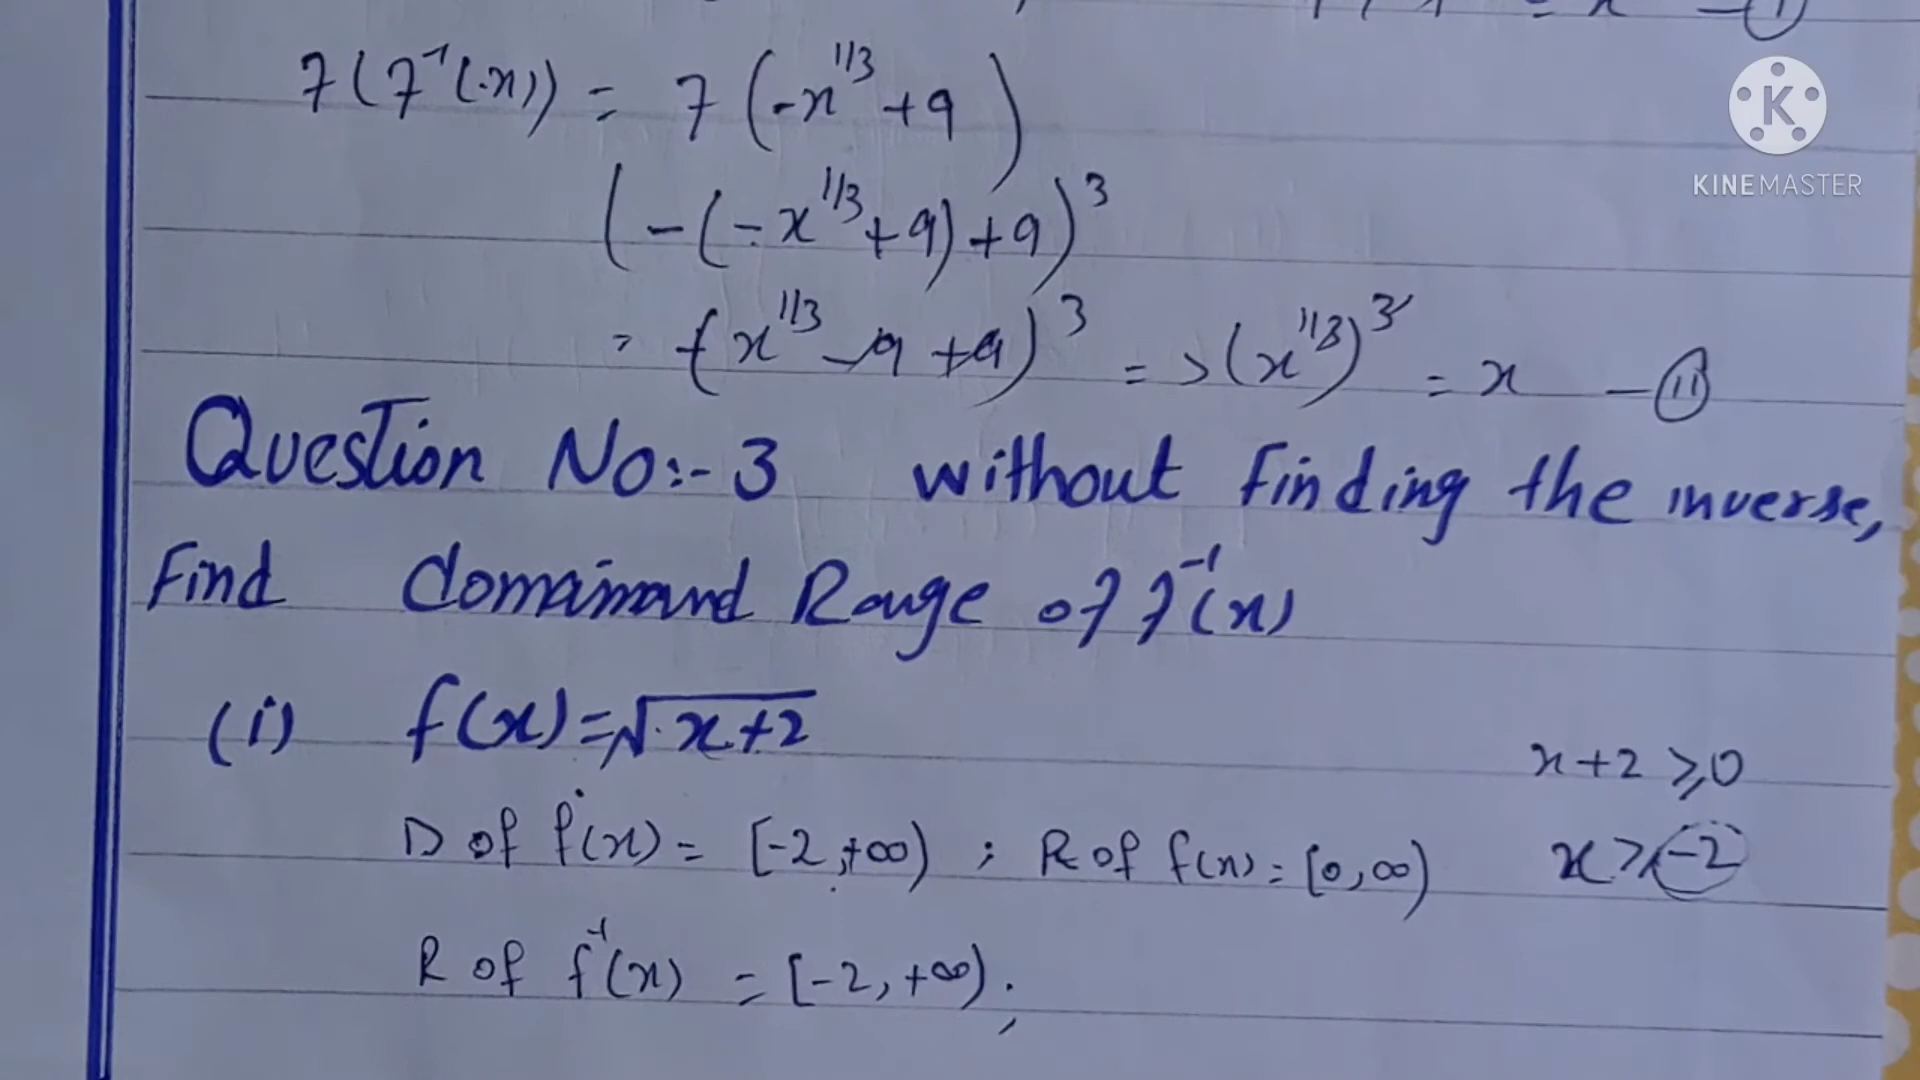 f(f⁻¹(x)) = f(-x^1/3 + 9)
(-(-x^1/3 + 9) + 9)^3
= (x^1/3 - 9 + 9)^3 => (x^1/3)^3 = x - (ii)
KINEMASTER
Question No:- 3 without Finding the inverse,
Find domain and Range of f⁻¹(x)
(i) f(x) = √x+2
x+2 ≥ 0
D of f(x) = [-2, +∞) ; R of f(x) = [0, ∞)
x ≥ -2
R of f⁻¹(x) = [-2, +∞) ;